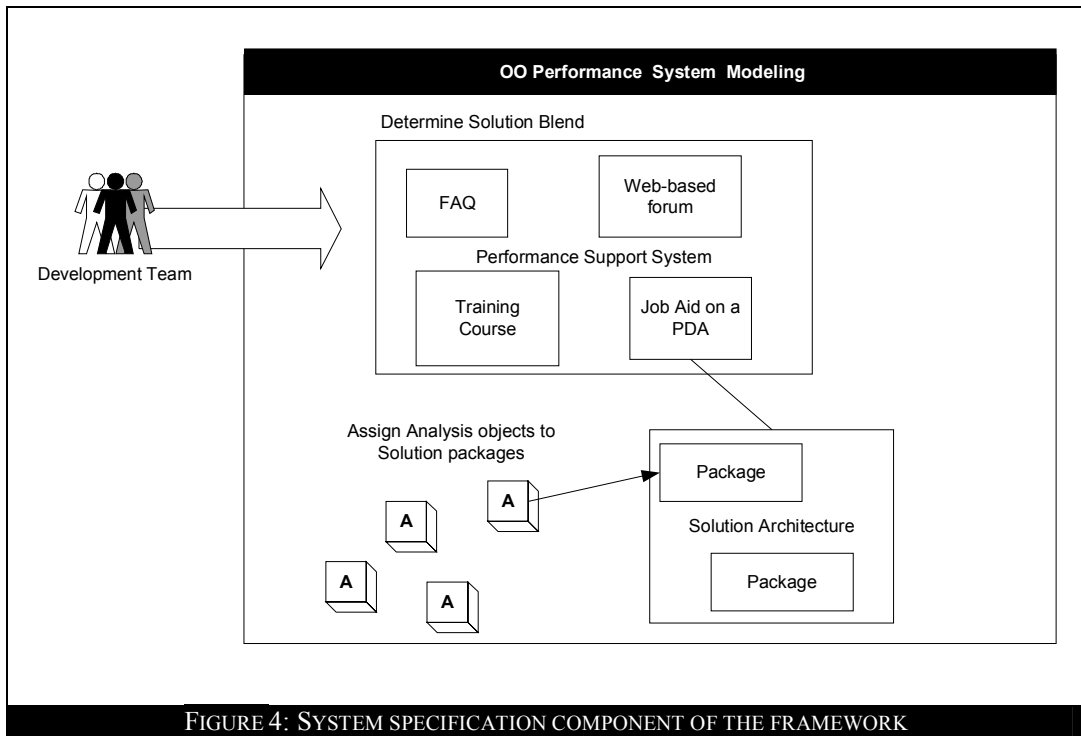 OO Performance System Modeling
Determine Solution Blend
FAQ
Web-based
forum
Development Team
Performance Support System
Training
Course
Job Aid on a
PDA
Assign Analysis objects to
Solution packages
A
A
A
A
Package
Solution Architecture
Package
FIGURE 4: SYSTEM SPECIFICATION COMPONENT OF THE FRAMEWORK